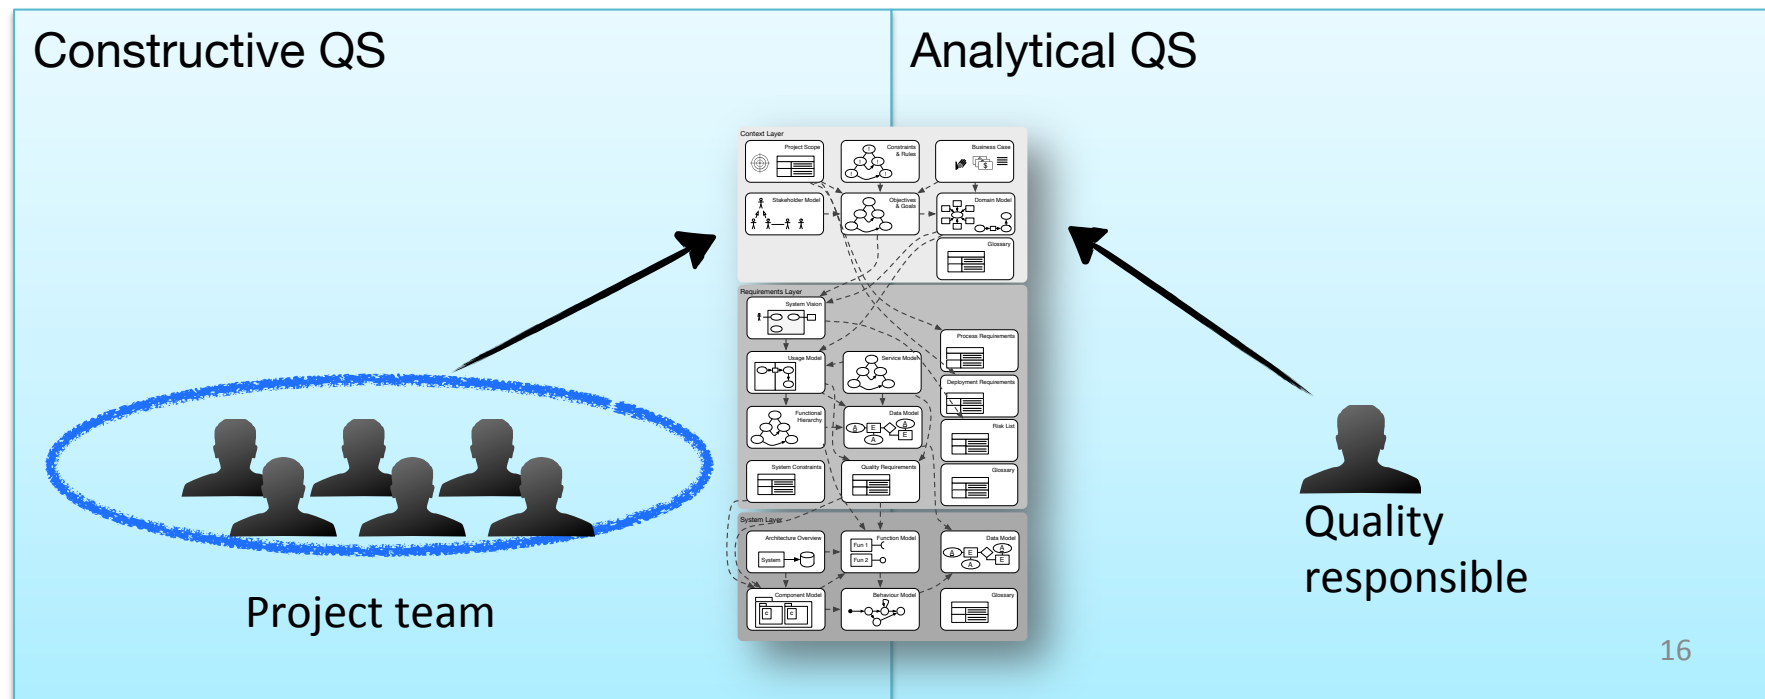 Constructive QS
Analytical QS
Context Layer
Project Scope
Constraints
& Rules
Business Case
$
Stakeholder Model
Objectives
& Goals
Domain Model
Glossary
Requirements Layer
System Vision
Process Requirements
Usage Model
Service Model
Deployment Requirements
Functional
Hierarchy
Data Model
A
E
A
A
E
Risk List
System Constraints
Quality Requirements
Glossary
System Layer
Architecture Overview
System
Function Model
Fun 1
Fun 2
Data Model
A
E
A
A
E
Component Model
C
C
Behaviour Model
Glossary
Project team
Quality
responsible
16